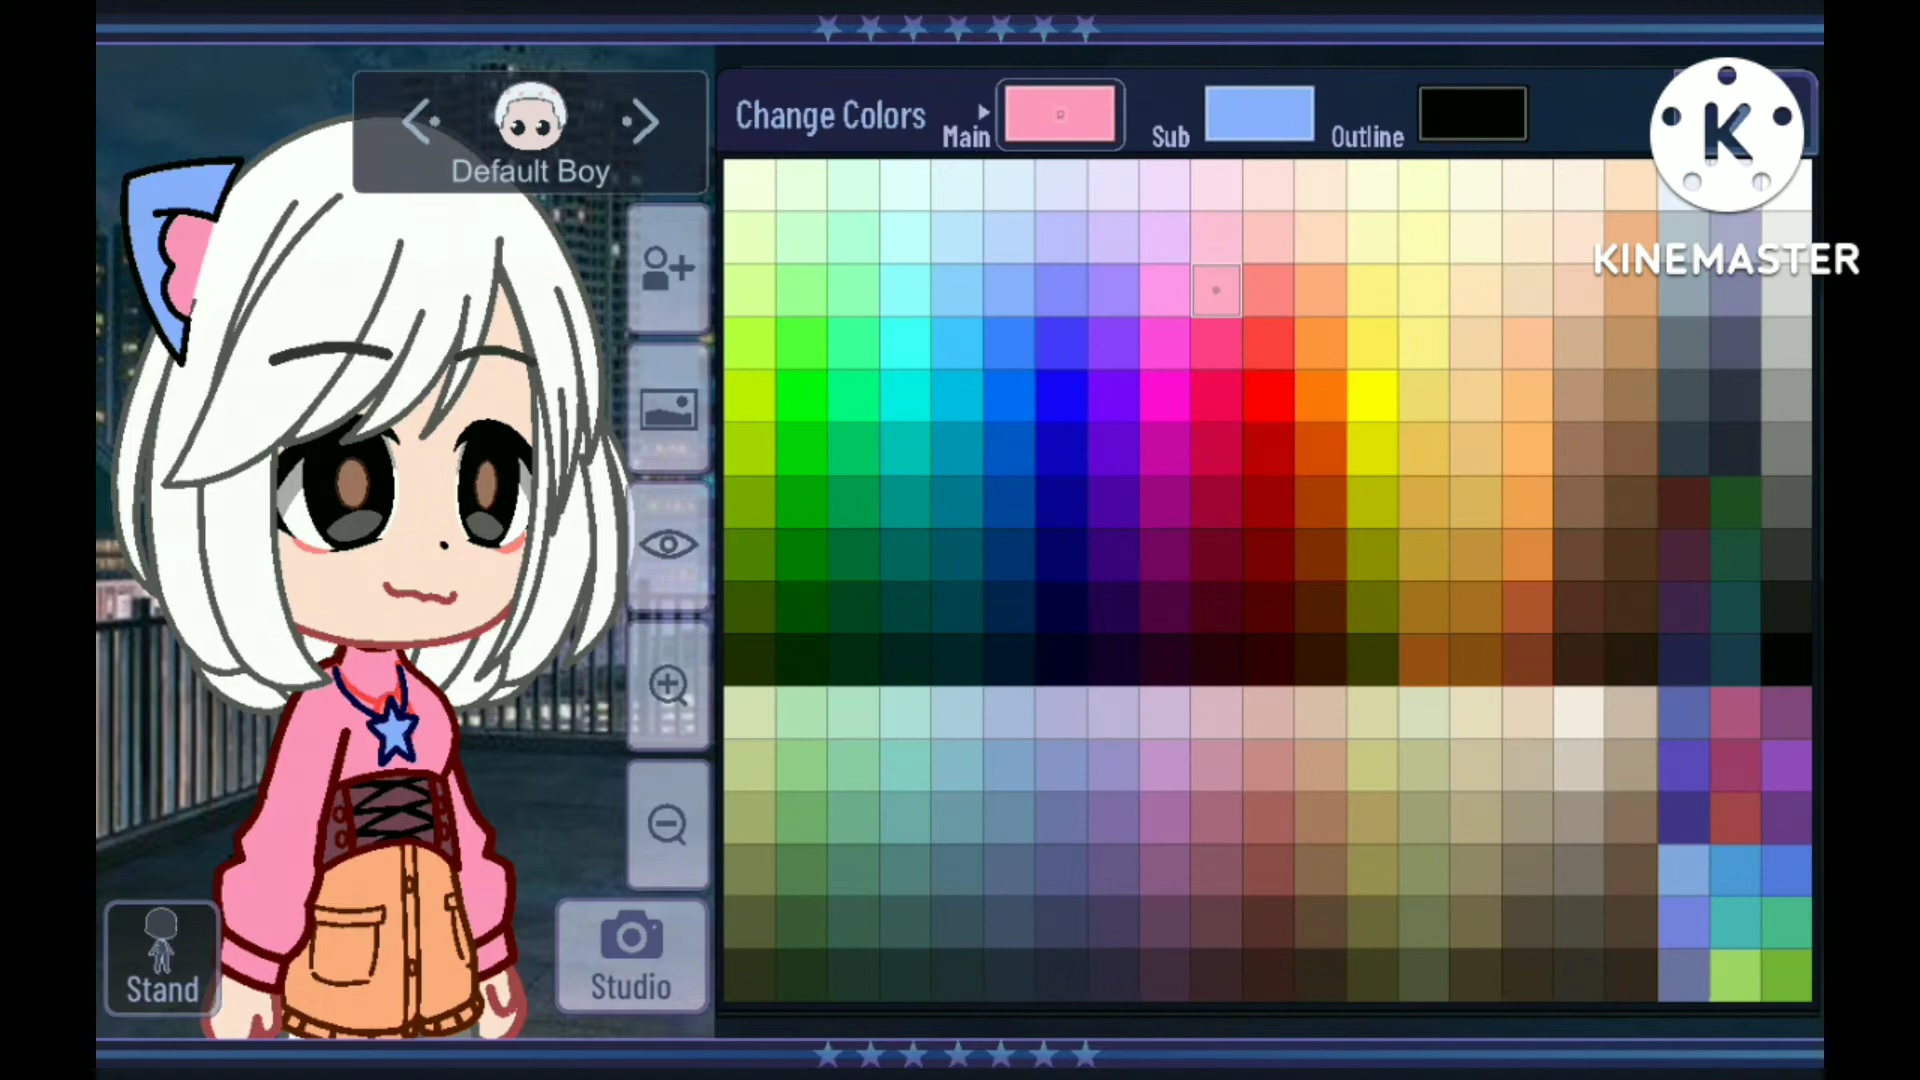 Change Colors
Main
Sub
Outline
Default Boy
K
KINEMASTER
Stand
Studio